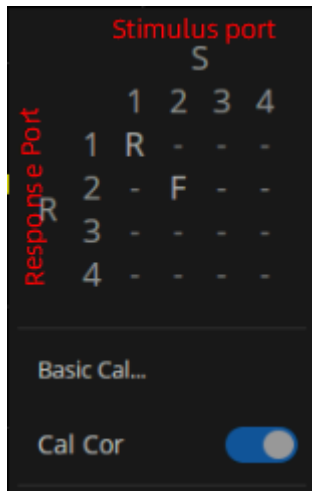 Stimulus port
S
1 2 3 4
Response Port
R
1 R - - -
2 - F - -
3 - - - -
4 - - - -
Basic Cal...
Cal Cor